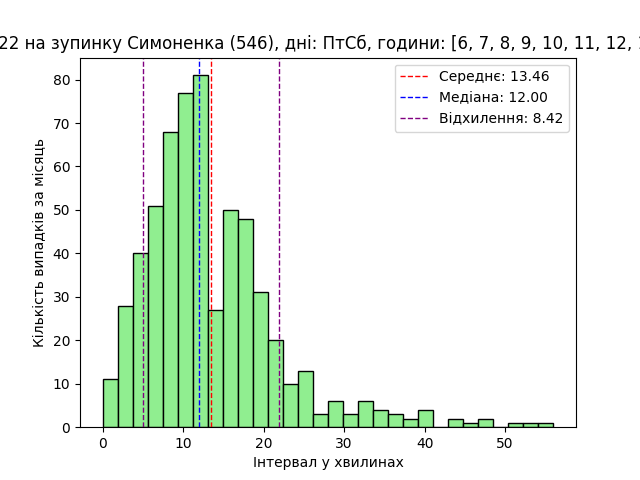 22 на зупинку Симоненка (546), дні: ПтСб, години: [6, 7, 8, 9, 10, 11, 12,
Середнє: 13.46
Медіана: 12.00
Відхилення: 8.42
Кількість випадків за місяць
80
70
60
50
40
30
20
10
0
0 10 20 30 40 50
Інтервал у хвилинах